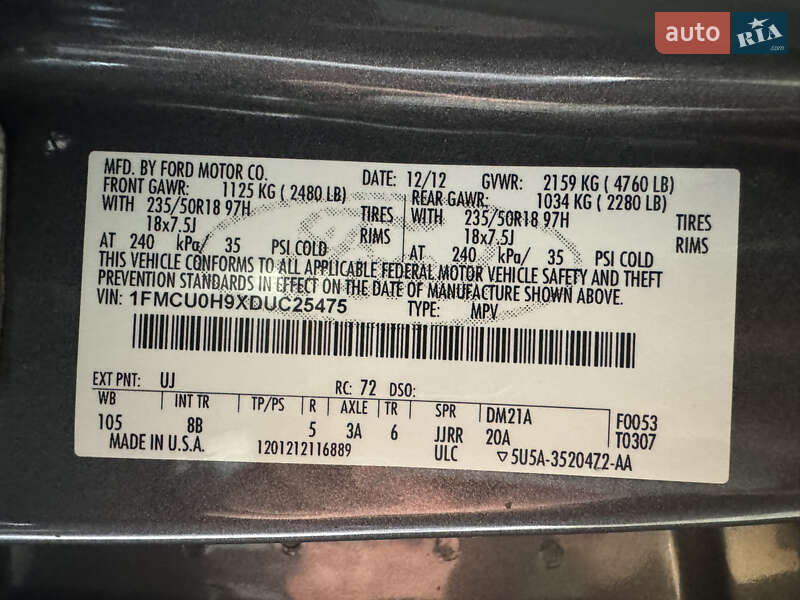 auto RIA .com
MFD. BY FORD MOTOR CO. DATE: 12/12 GVWR: 2159 KG ( 4760 LB)
FRONT GAWR: 1125 KG ( 2480 LB) REAR GAWR: 1034 KG ( 2280 LB)
WITH 235/50R18 97H TIRES WITH 235/50R18 97H TIRES
18x7.5J RIMS 18x7.5J RIMS
AT 240 kPa/ 35 PSI COLD AT 240 kPa/ 35 PSI COLD
THIS VEHICLE CONFORMS TO ALL APPLICABLE FEDERAL MOTOR VEHICLE SAFETY AND THEFT
PREVENTION STANDARDS IN EFFECT ON THE DATE OF MANUFACTURE SHOWN ABOVE.
VIN: 1FMCU0H9XDUC25475 TYPE: MPV
EXT PNT: UJ RC: 72 DSO:
WB INT TR TP/PS R AXLE TR SPR DM21A F0053
105 8B 5 3A 6 JJRR 20A T0307
MADE IN U.S.A. 1201212116889 ULC ▽5U5A-3520472-AA